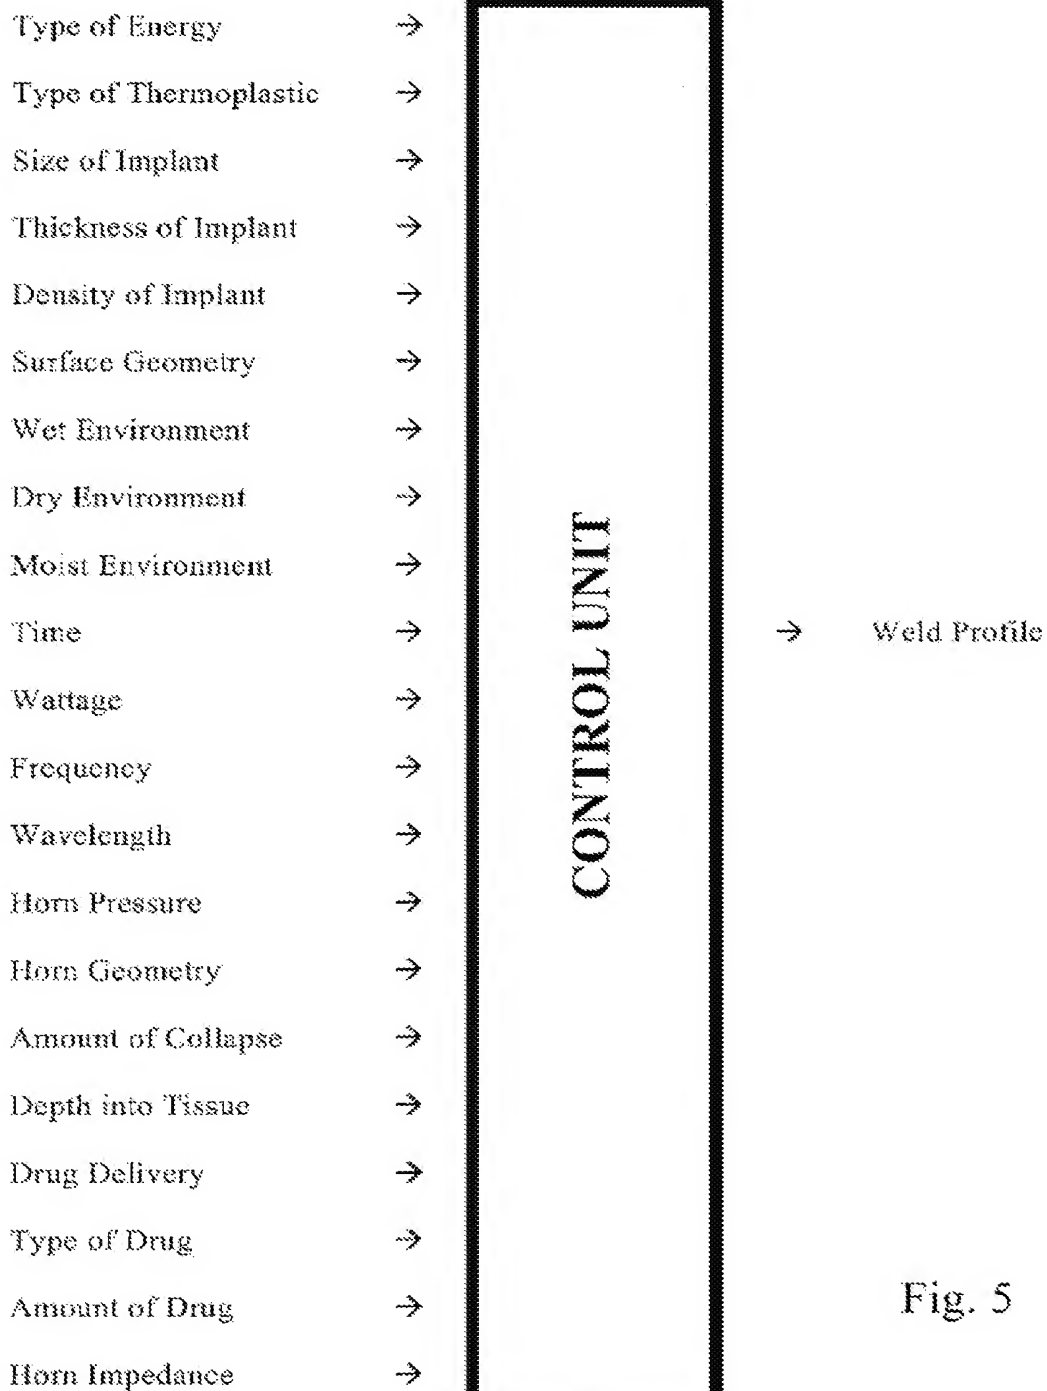 Type of Energy →
Type of Thermoplastic →
Size of Implant →
Thickness of Implant →
Density of Implant →
Surface Geometry →
Wet Environment →
Dry Environment →
Moist Environment →
Time →
Wattage →
Frequency →
Wavelength →
Horn Pressure →
Horn Geometry →
Amount of Collapse →
Depth into Tissue →
Drug Delivery →
Type of Drug →
Amount of Drug →
Horn Impedance →
CONTROL UNIT
→ Weld Profile
Fig. 5